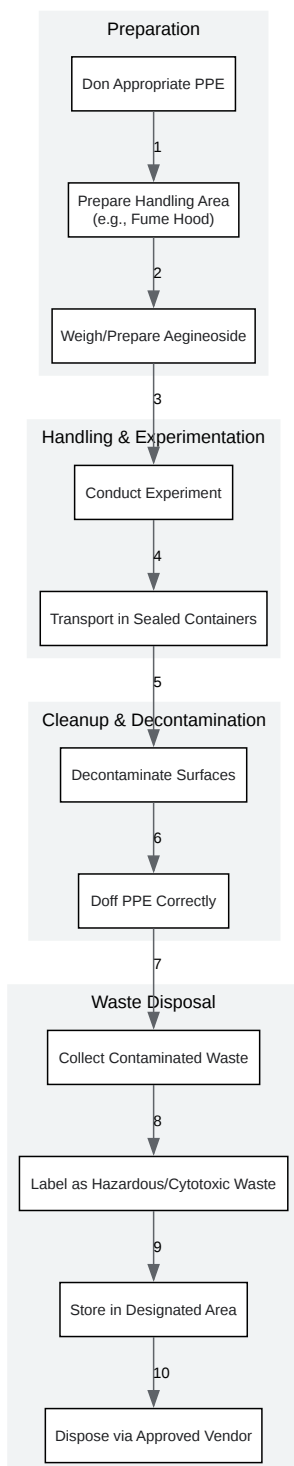 Preparation
Don Appropriate PPE
1
Prepare Handling Area
(e.g., Fume Hood)
2
Weigh/Prepare Aegineoside
3
Handling & Experimentation
Conduct Experiment
4
Transport in Sealed Containers
5
Cleanup & Decontamination
Decontaminate Surfaces
6
Doff PPE Correctly
7
Waste Disposal
Collect Contaminated Waste
8
Label as Hazardous/Cytotoxic Waste
9
Store in Designated Area
10
Dispose via Approved Vendor